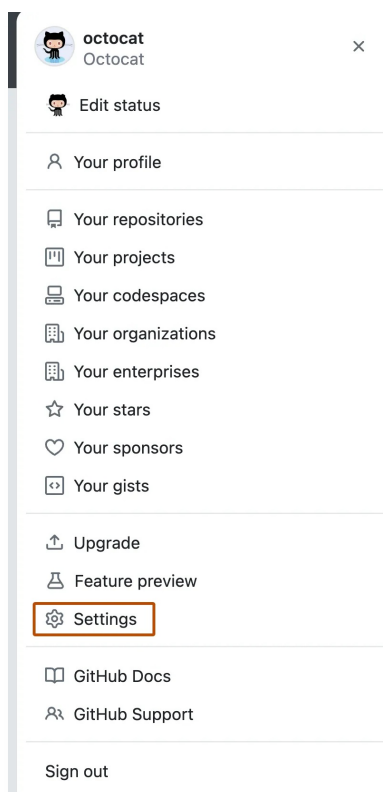 octocat
Octocat
Edit status
Your profile
Your repositories
Your projects
Your codespaces
Your organizations
Your enterprises
Your stars
Your sponsors
Your gists
Upgrade
Feature preview
Settings
GitHub Docs
GitHub Support
Sign out